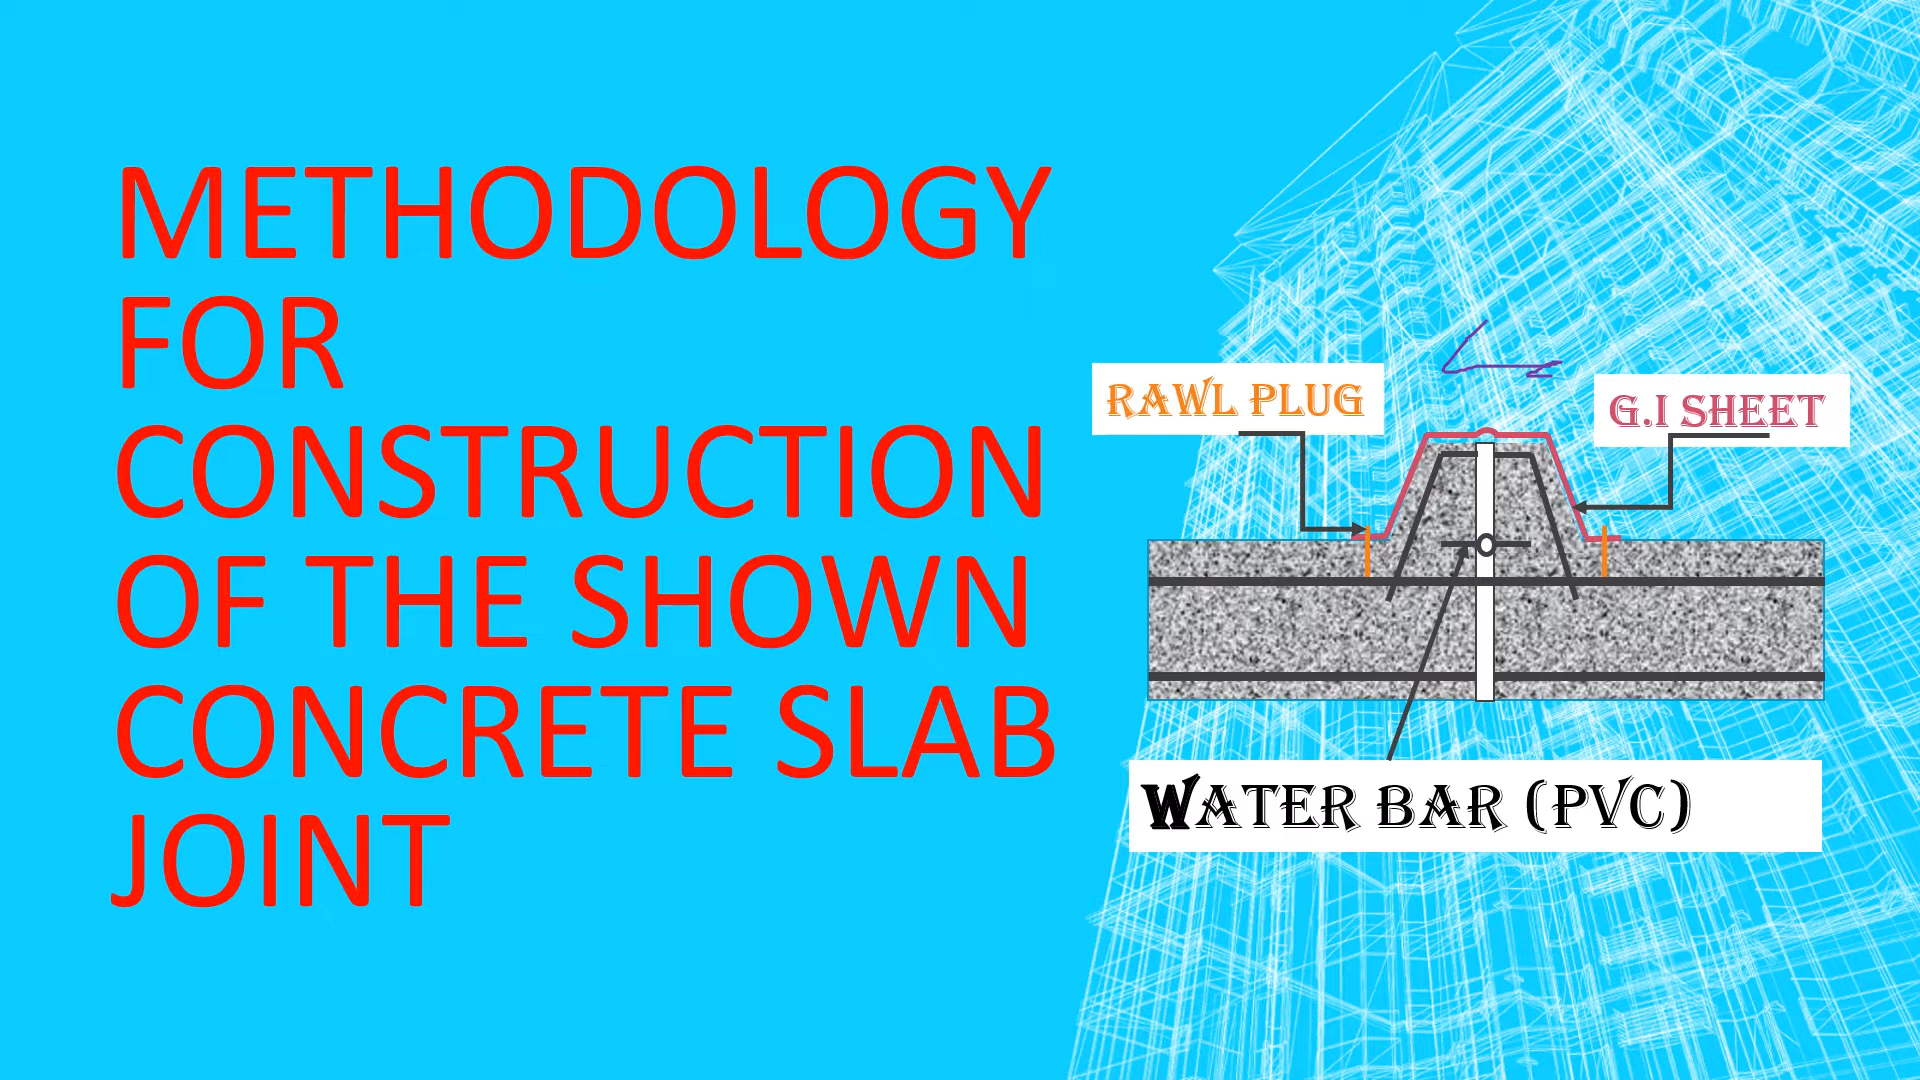 METHODOLOGY
FOR
CONSTRUCTION
OF THE SHOWN
CONCRETE SLAB
JOINT
RAWL PLUG
G.I SHEET
WATER BAR (PVC)